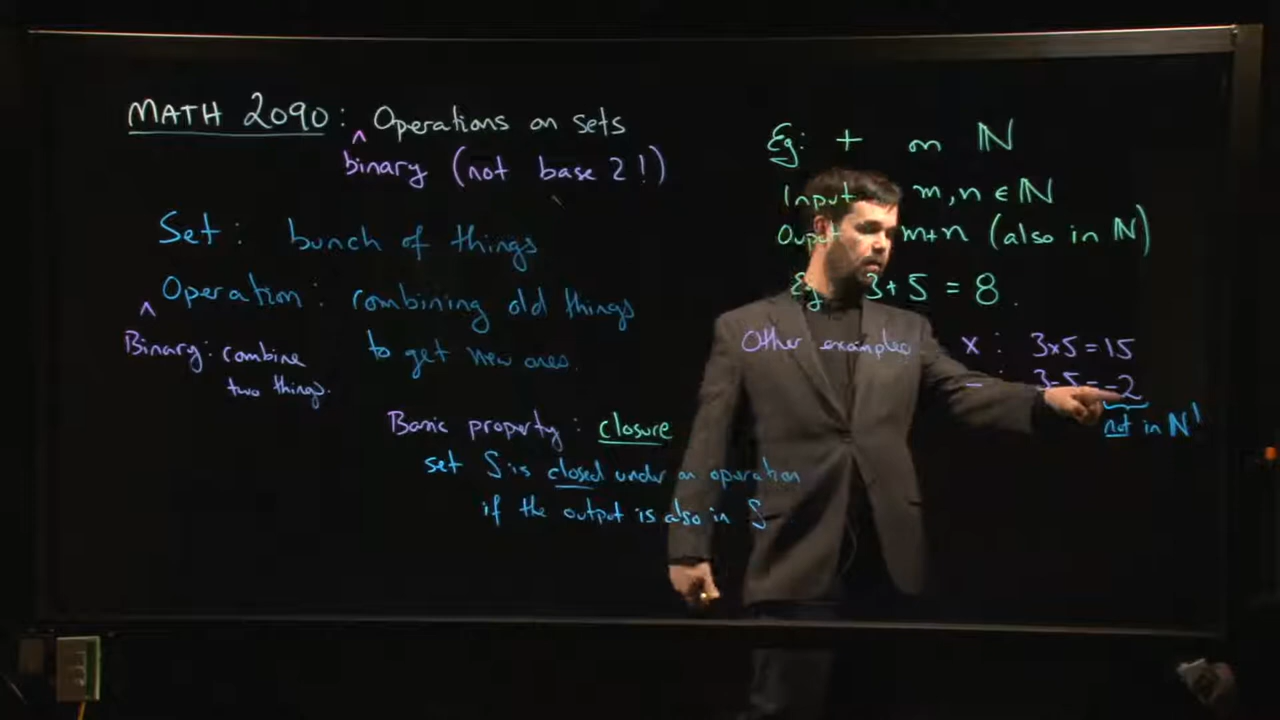 MATH 2090: Operations on sets
^
binary (not base 2!)
Set: bunch of things
Operation: combining old things
to get new ones.
^
Binary: combine
two things.
Basic property: closure
set S is closed under an operation
if the output is also in S
Eg: + on ℕ
Input m,n ∈ ℕ
Ouput m+n (also in ℕ)
Eg 3+5 = 8.
Other examples × : 3×5=15
- : 3-5=-2
not in ℕ!